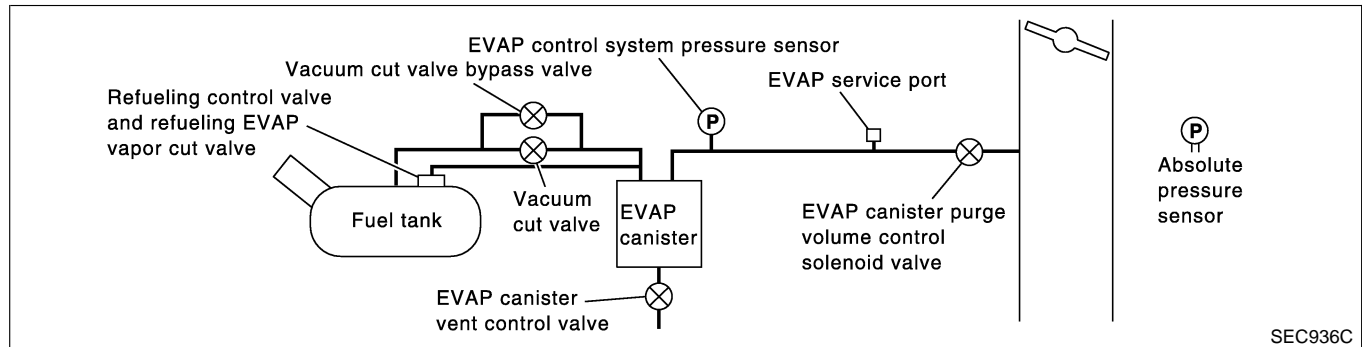 EVAP control system pressure sensor
Vacuum cut valve bypass valve
Refueling control valve
and refueling EVAP
vapor cut valve
EVAP service port
P
P
Absolute
pressure
sensor
Fuel tank
Vacuum
cut valve
EVAP
canister
EVAP canister purge
volume control
solenoid valve
EVAP canister
vent control valve
SEC936C